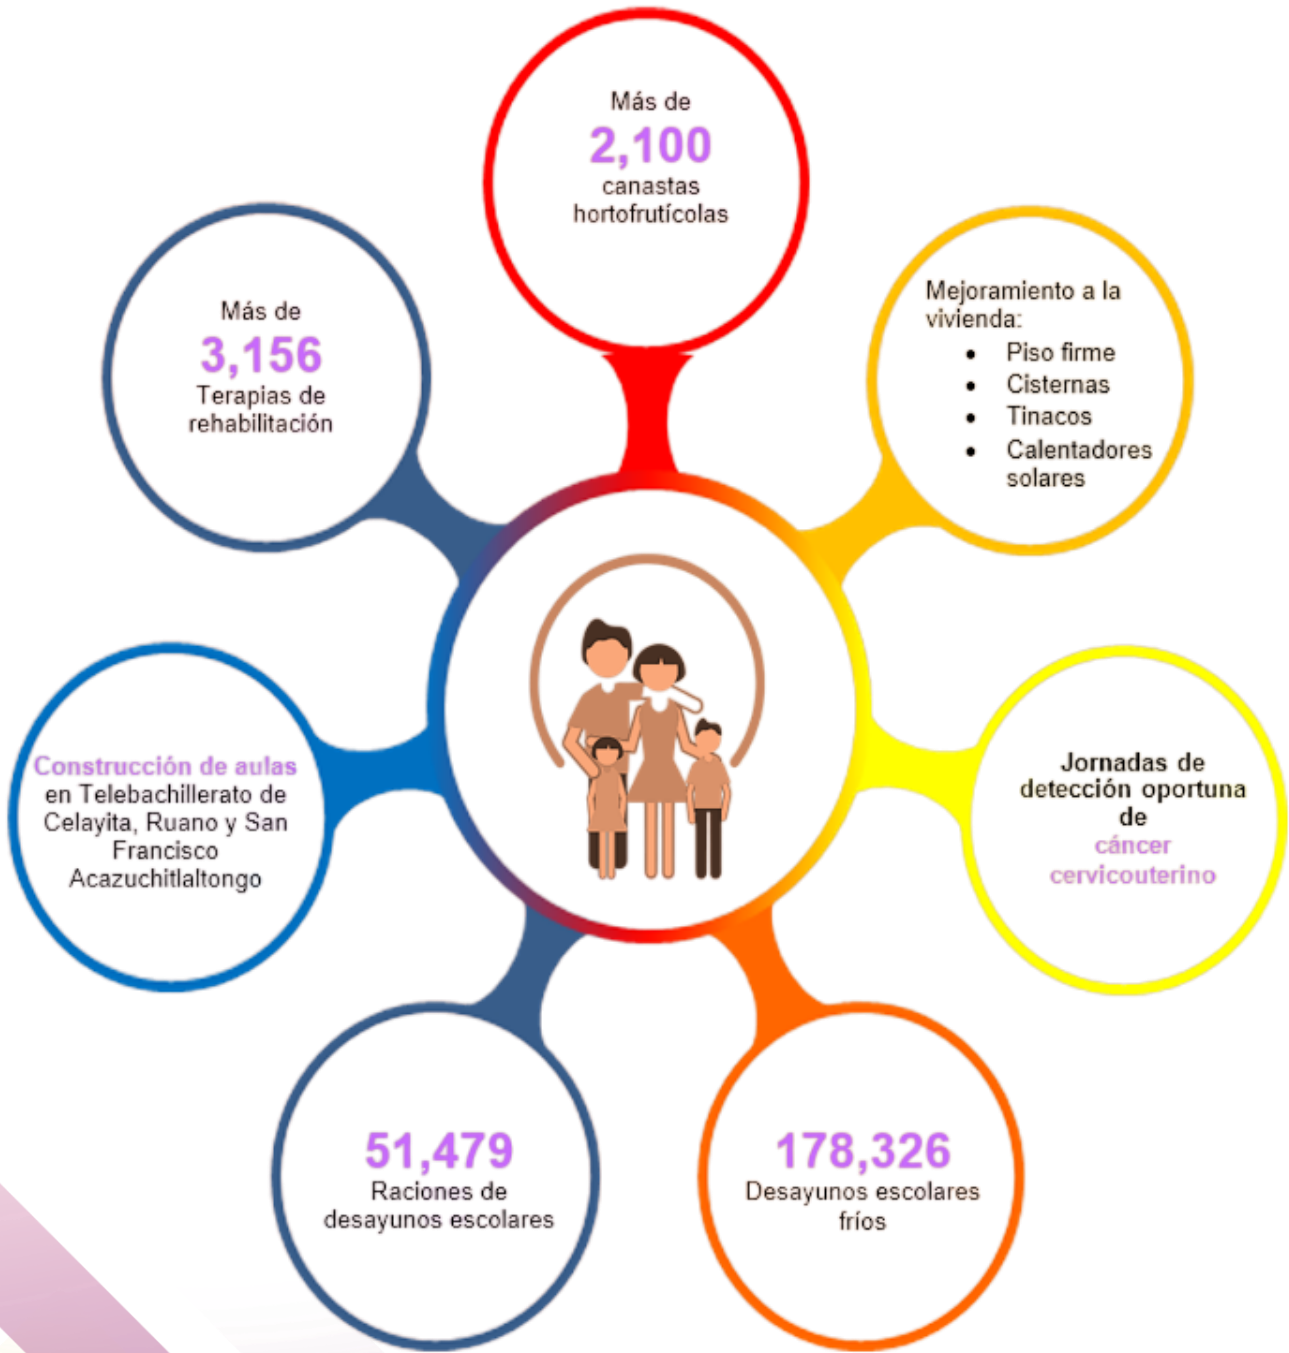 Más de
2,100
canastas
hortofrutícolas
Mejoramiento a la
vivienda:
• Piso firme
• Cisternas
• Tinacos
• Calentadores
solares
Jornadas de
detección oportuna
de
cáncer
cervicouterino
178,326
Desayunos escolares
fríos
51,479
Raciones de
desayunos escolares
Construcción de aulas
en Telebachillerato de
Celayita, Ruano y San
Francisco
Acazuchitlaltongo
Más de
3,156
Terapias de
rehabilitación